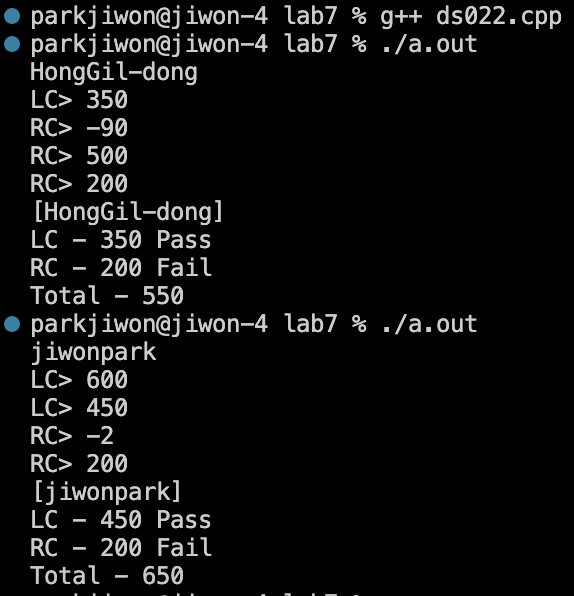 parkjiwon@jiwon-4 lab7 % g++ ds022.cpp
parkjiwon@jiwon-4 lab7 % ./a.out
HongGil-dong
LC> 350
RC> -90
RC> 500
RC> 200
[HongGil-dong]
LC - 350 Pass
RC - 200 Fail
Total - 550
parkjiwon@jiwon-4 lab7 % ./a.out
jiwonpark
LC> 600
LC> 450
RC> -2
RC> 200
[jiwonpark]
LC - 450 Pass
RC - 200 Fail
Total - 650